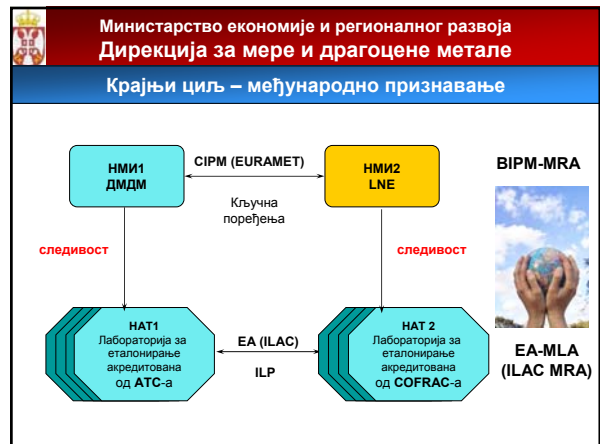 Министарство економије и регионалног развоја
Дирекција за мере и драгоцене метале
Крајњи циљ – међународно признавање
НМИ1
ДМДМ
CIPM (EURAMET)
Кључна
поређења
НМИ2
LNE
BIPM-MRA
следивост
следивост
НАТ1
Лабораторија за
еталонирање
акредитована
од АТС-а
EA (ILAC)
ILP
НАТ 2
Лабораторија за
еталонирање
акредитована
од COFRAC-а
EA-MLA
(ILAC MRA)